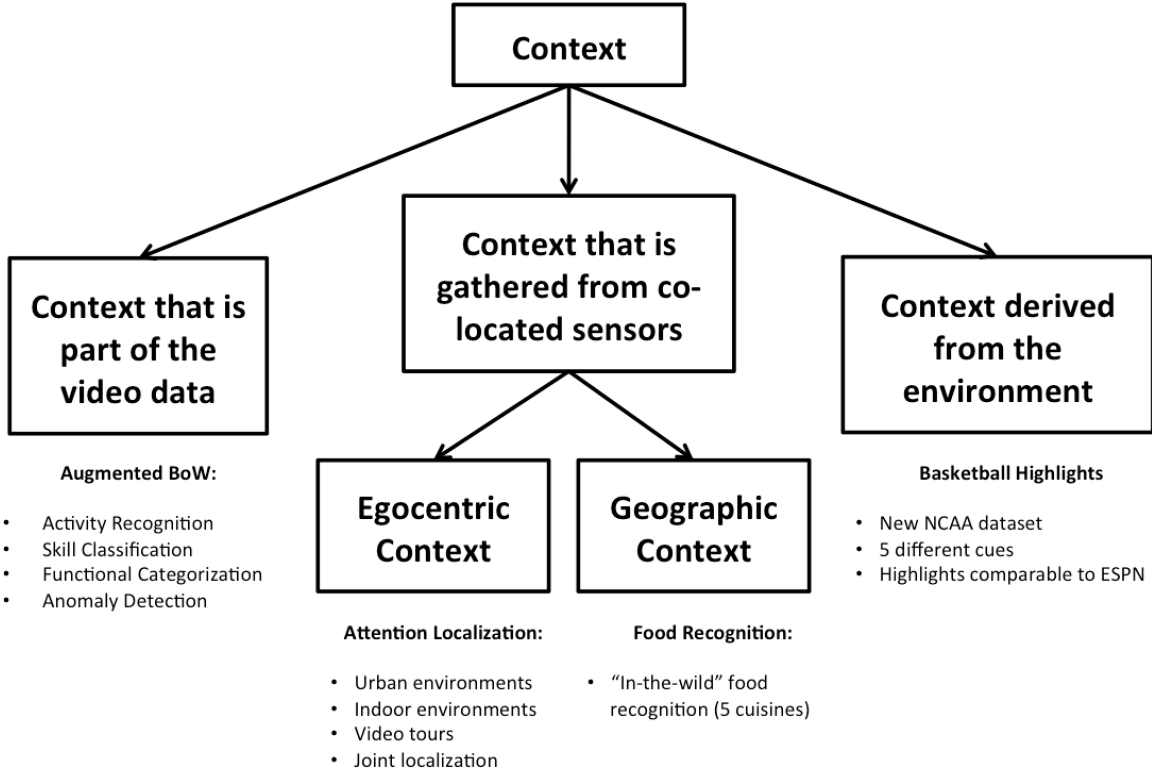 Context
Context that is
part of the
video data
Context that is
gathered from co-
located sensors
Context derived
from the
environment
Augmented BoW:
• Activity Recognition
• Skill Classification
• Functional Categorization
• Anomaly Detection
Egocentric
Context
Geographic
Context
Basketball Highlights
• New NCAA dataset
• 5 different cues
• Highlights comparable to ESPN
Attention Localization:
• Urban environments
• Indoor environments
• Video tours
• Joint localization
Food Recognition:
• “In-the-wild” food
recognition (5 cuisines)